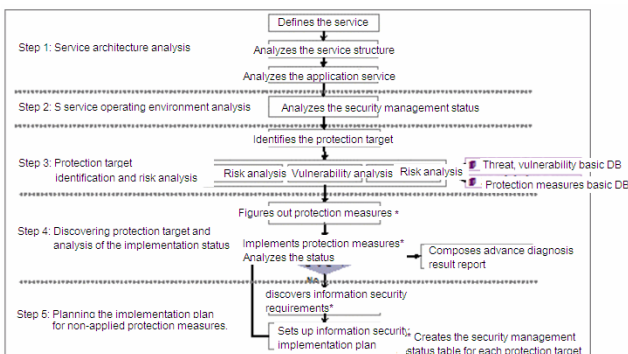 Defines the service
Step 1: Service architecture analysis
Analyzes the service structure
Analyzes the application service
Step 2: S service operating environment analysis
Analyzes the security management status
Identifies the protection target
Step 3: Protection target
identification and risk analysis
Risk analysis
Vulnerability analysis
Risk analysis
Threat, vulnerability basic DB
Protection measures basic DB
Figures out protection measures *
Step 4: Discovering protection target and
analysis of the implementation status
Implements protection measures*
Analyzes the status
Composes advance diagnosis
result report
No
discovers information security
requirements*
Step 5: Planning the implementation plan
for non-applied protection measures.
Sets up information security
implementation plan
* Creates the security management
status table for each protection target